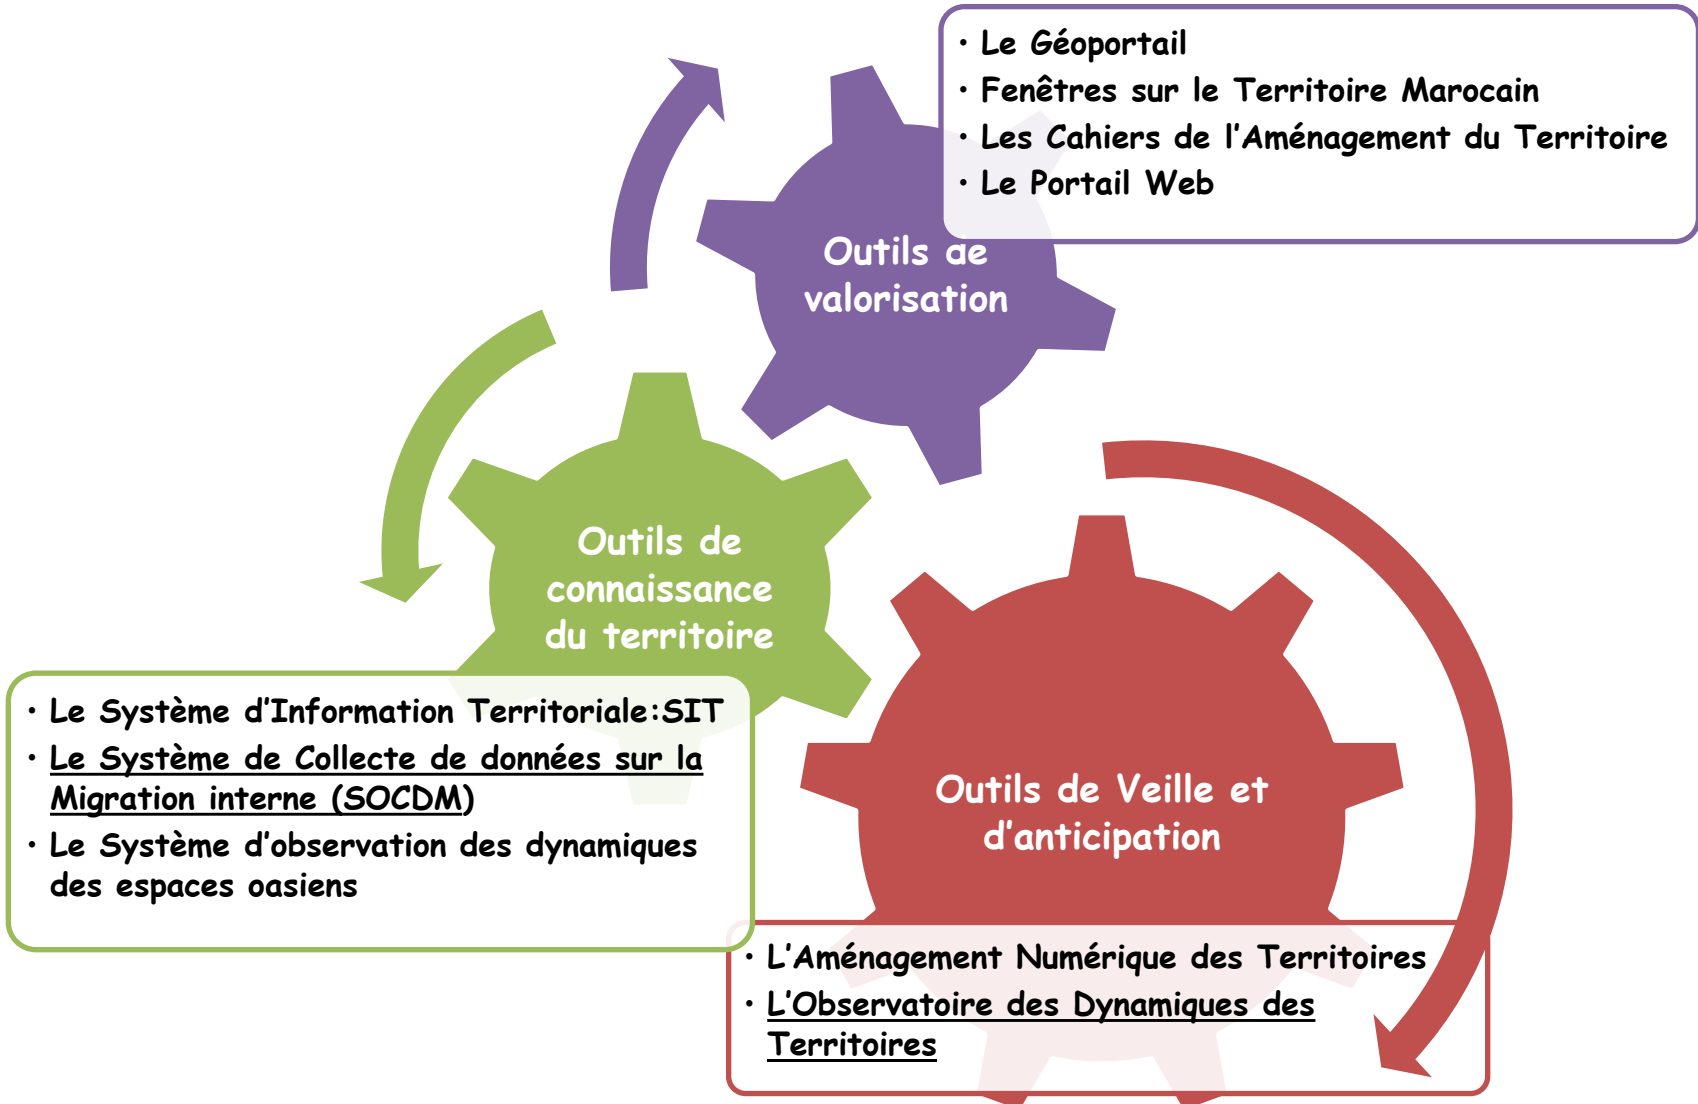 • Le Géoportail
• Fenêtres sur le Territoire Marocain
• Les Cahiers de l'Aménagement du Territoire
• Le Portail Web
Outils de
valorisation
Outils de
connaissance
du territoire
• Le Système d'Information Territoriale:SIT
• Le Système de Collecte de données sur la
Migration interne (SOCDM)
• Le Système d'observation des dynamiques
des espaces oasiens
Outils de Veille et
d'anticipation
• L'Aménagement Numérique des Territoires
• L'Observatoire des Dynamiques des
Territoires